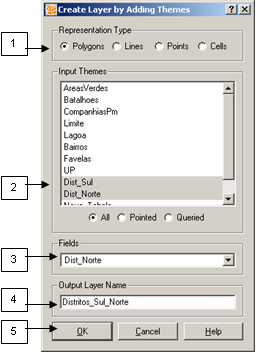 Create Layer by Adding Themes
1
Representation Type
Polygons Lines Points Cells
Input Themes
AreasVerdes
Batalhoes
CompanhiasPm
Limite
Lagoa
Bairros
Favelas
UP
2
Dist_Sul
Dist_Norte
All Pointed Queried
Fields
3
Dist_Norte
Output Layer Name
4
Distritos_Sul_Norte
5
OK Cancel Help